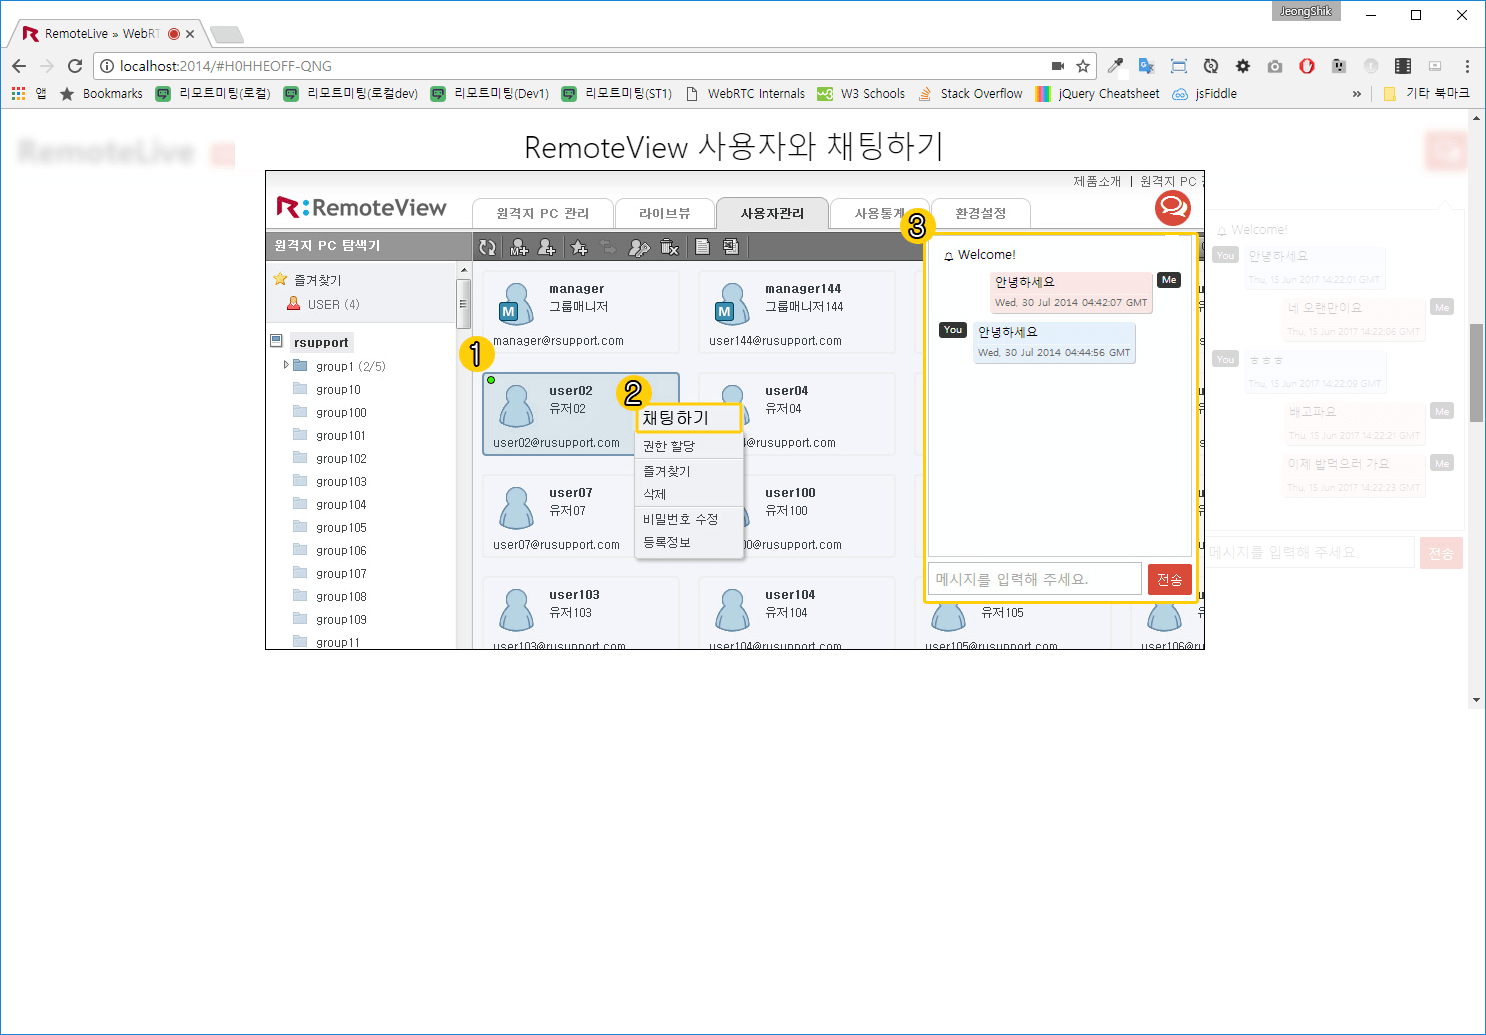 JeongShik
RemoteLive » WebRT
localhost:2014/#H0HHEOFF-QNG
앱 Bookmarks 리모트미팅(로컬) 리모트미팅(로컬dev) 리모트미팅(Dev1) 리모트미팅(ST1) WebRTC Internals W3 Schools Stack Overflow jQuery Cheatsheet jsFiddle » 기타 북마크
RemoteLive
RemoteView 사용자와 채팅하기
제품소개 | 원격지 PC
R:RemoteView
원격지 PC 관리 라이브뷰 사용자관리 사용통계 환경설정
원격지 PC 탐색기
즐겨찾기
USER (4)
rsupport
group1 (2/5)
group10
group100
group101
group102
group103
group104
group105
group106
group107
group108
group109
group11
manager
그룹매니저
manager@rsupport.com
manager144
그룹매니저144
user144@rsupport.com
1
user02
유저02
user02@rusupport.com
user04
유저04
4@rusupport.com
user07
유저07
user07@rusupport.com
user100
유저100
00@rusupport.com
user103
유저103
user103@rusupport.com
user104
유저104
user104@rusupport.com
유저105
user105@rusupport.com
user106@ru
2
채팅하기
권한 할당
즐겨찾기
삭제
비밀번호 수정
등록정보
3
Welcome!
안녕하세요 Me
Wed, 30 Jul 2014 04:42:07 GMT
You 안녕하세요
Wed, 30 Jul 2014 04:44:56 GMT
메시지를 입력해 주세요. 전송
Welcome!
You 안녕하세요
Thu, 15 Jun 2017 14:22:01 GMT
네 오랜만이요 Me
Thu, 15 Jun 2017 14:22:06 GMT
You ㅎㅎㅎ
Thu, 15 Jun 2017 14:22:09 GMT
배고파요 Me
Thu, 15 Jun 2017 14:22:21 GMT
이제 밥먹으러 가요 Me
Thu, 15 Jun 2017 14:22:23 GMT
메시지를 입력해 주세요 전송